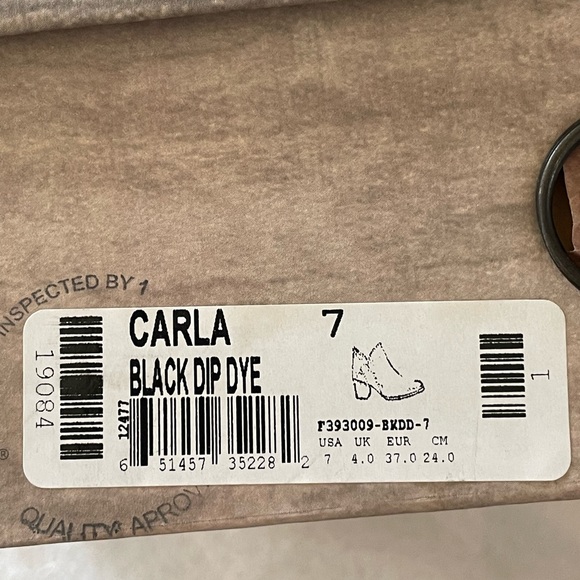 INSPECTED BY 1
CARLA 7
BLACK DIP DYE
19084
12477
F393009-BKDD-7
USA UK EUR CM
7 4.0 37.0 24.0
6 51457 35228 2
1
®
QUALITY APROV